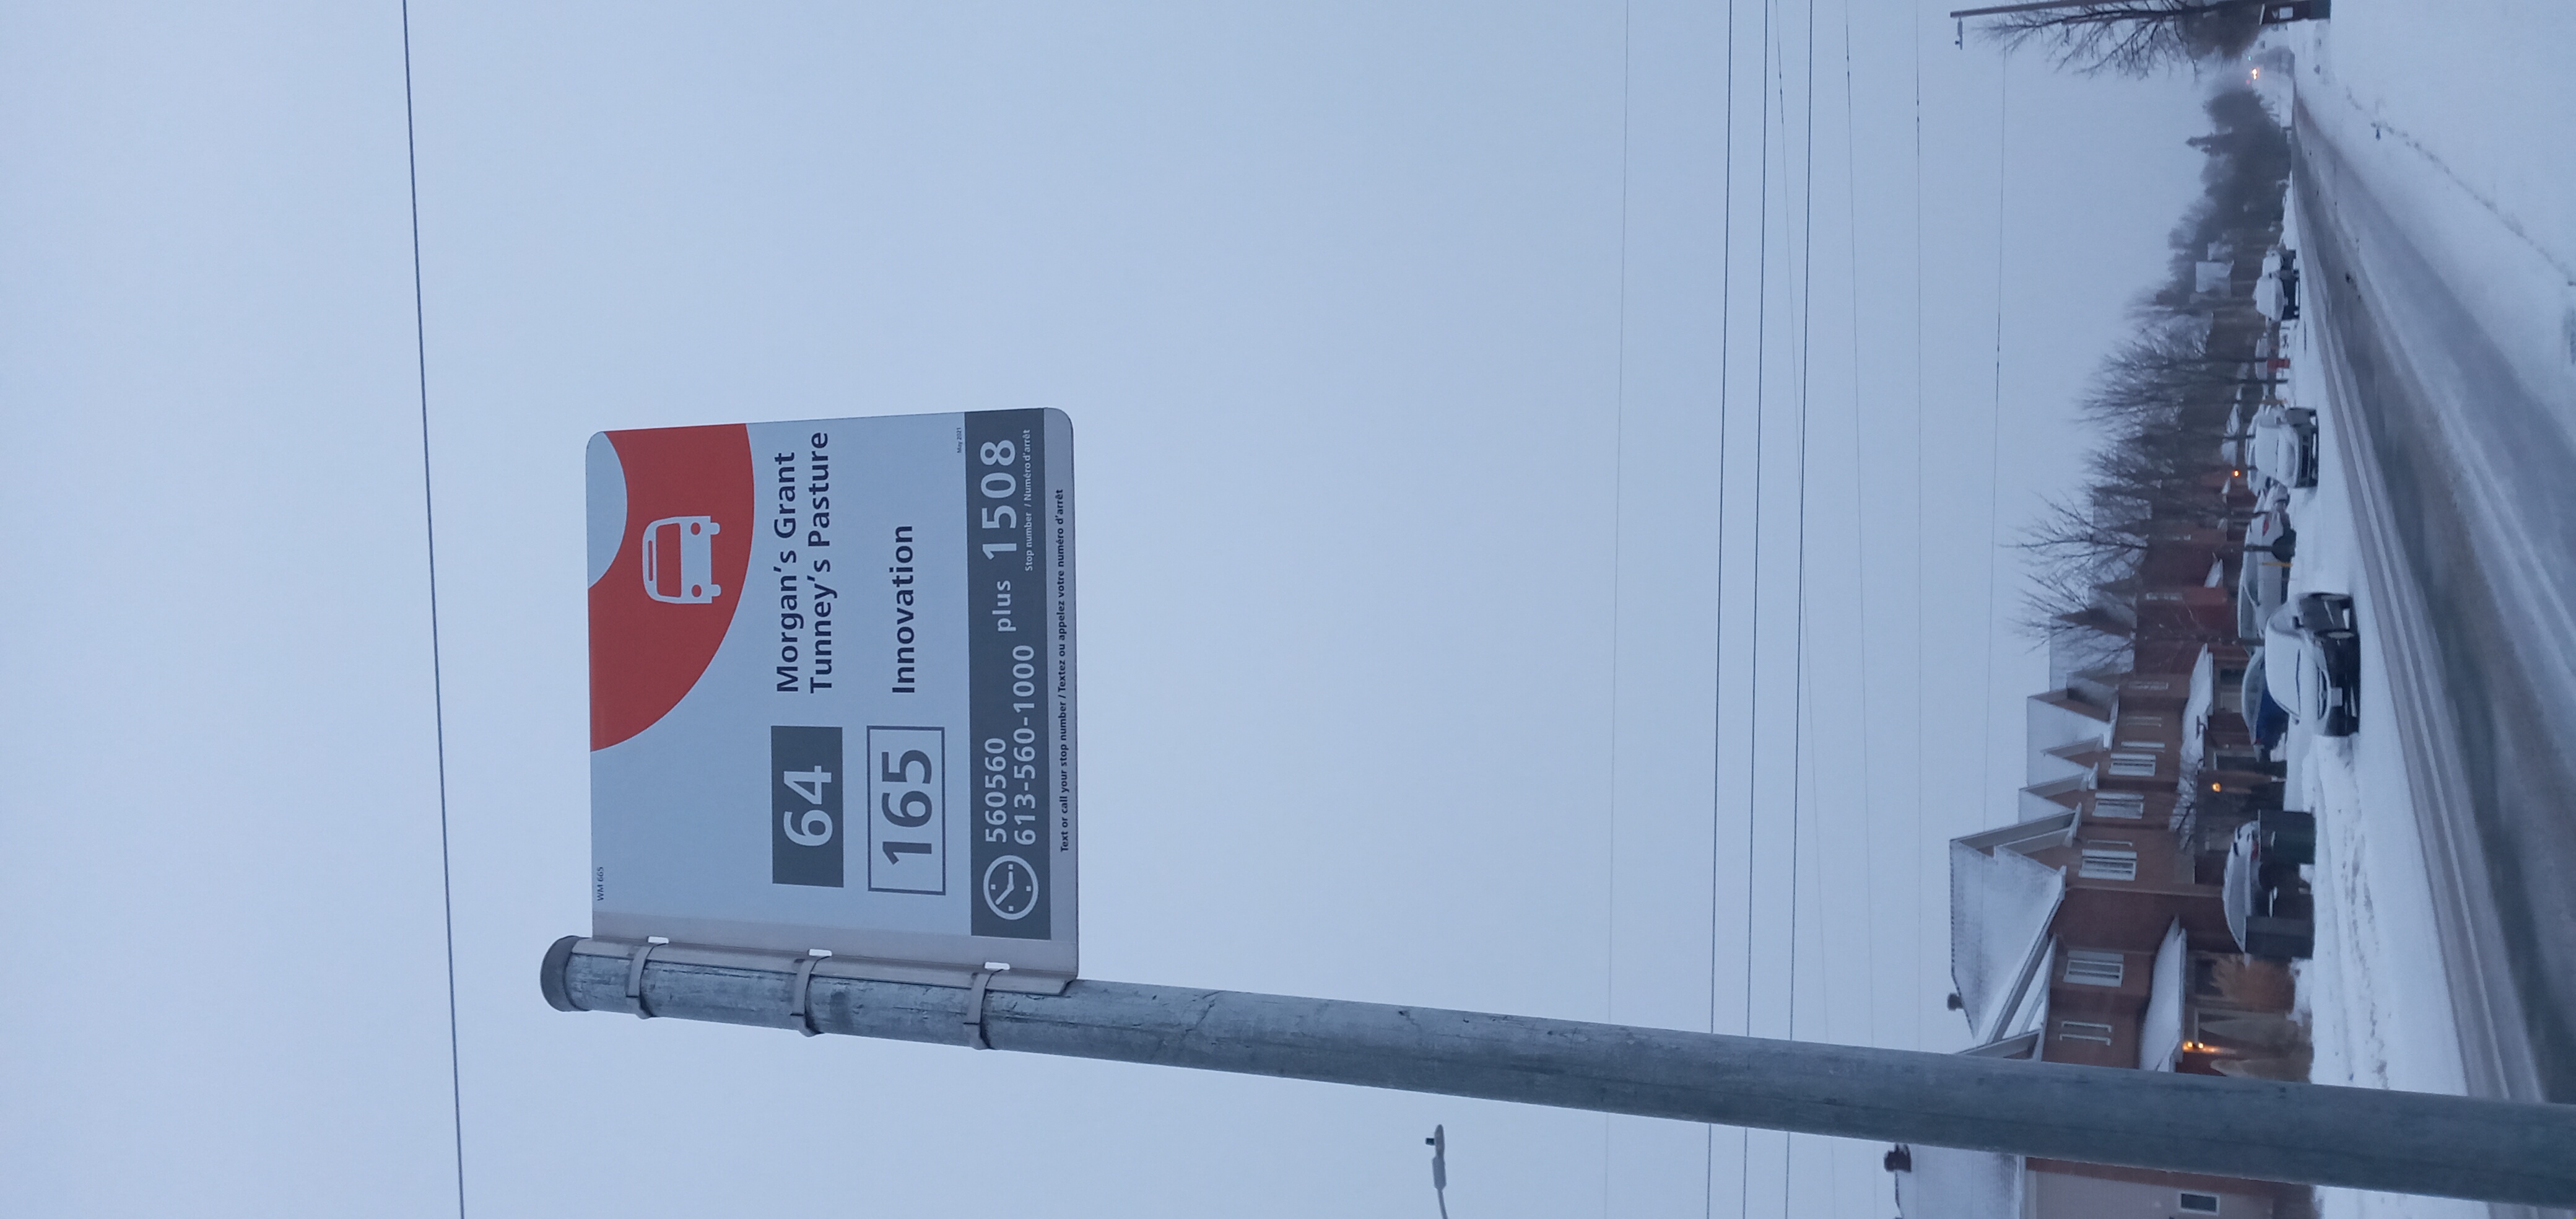 WM 665
64 Morgan's Grant
Tunney's Pasture
165 Innovation
May 2021
560560
613-560-1000 plus 1508
Stop number / Numéro d'arrêt
Text or call your stop number / Textez ou appelez votre numéro d'arrêt